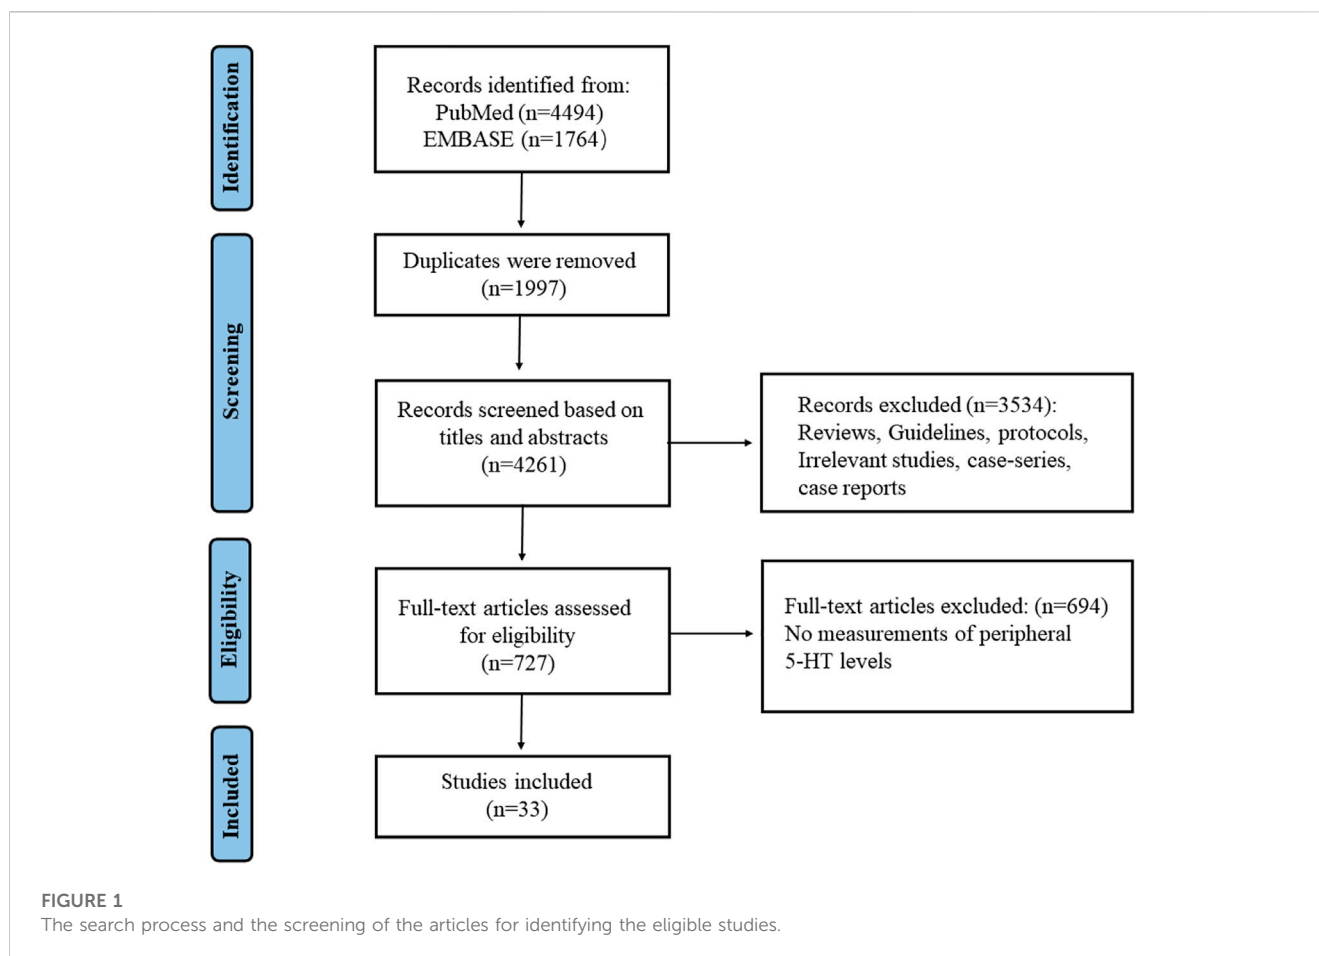 Identification
Records identified from:
PubMed (n=4494)
EMBASE (n=1764)
Screening
Duplicates were removed
(n=1997)
Records screened based on
titles and abstracts
(n=4261)
Records excluded (n=3534):
Reviews, Guidelines, protocols,
Irrelevant studies, case-series,
case reports
Eligibility
Full-text articles assessed
for eligibility
(n=727)
Full-text articles excluded: (n=694)
No measurements of peripheral
5-HT levels
Included
Studies included
(n=33)
FIGURE 1
The search process and the screening of the articles for identifying the eligible studies.